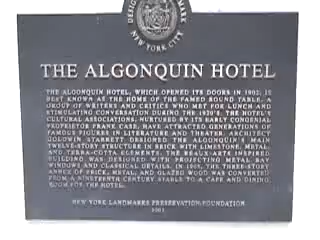 DESIGNATED LANDMARK
NEW YORK CITY
THE ALGONQUIN HOTEL
THE ALGONQUIN HOTEL, WHICH OPENED ITS DOORS IN 1902, IS
BEST KNOWN AS THE HOME OF THE FAMED ROUND TABLE, A
GROUP OF WRITERS AND CRITICS WHO MET FOR LUNCH AND
STIMULATING CONVERSATION DURING THE 1920'S. THE HOTEL'S
CULTURAL ASSOCIATIONS, NURTURED BY ITS EARLY CONGENIAL
PROPRIETOR FRANK CASE, HAVE ATTRACTED GENERATIONS OF
FAMOUS FIGURES IN LITERATURE AND THEATER. ARCHITECT
GOLDWIN STARRETT DESIGNED THE ALGONQUIN'S MAIN
TWELVE-STORY STRUCTURE IN BRICK WITH LIMESTONE, METAL,
AND TERRA-COTTA ELEMENTS. THE BEAUX-ARTS INSPIRED
BUILDING WAS DESIGNED WITH PROJECTING METAL BAY
WINDOWS AND CLASSICAL DETAILS. IN THE THREE-STORY
ANNEX OF BRICK, METAL, AND GLAZED WOOD WAS CONVERTED
FROM A NINETEENTH CENTURY STABLE TO A CAFE AND DINING
ROOM FOR THE HOTEL.
NEW YORK LANDMARKS PRESERVATION FOUNDATION